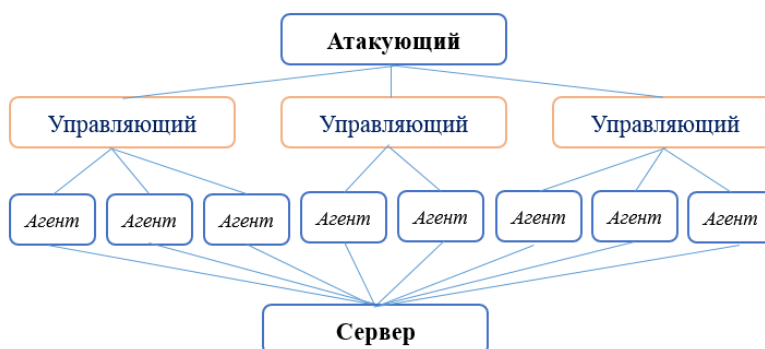 Атакующий
Управляющий Управляющий Управляющий
Агент Агент Агент Агент Агент Агент Агент Агент
Сервер